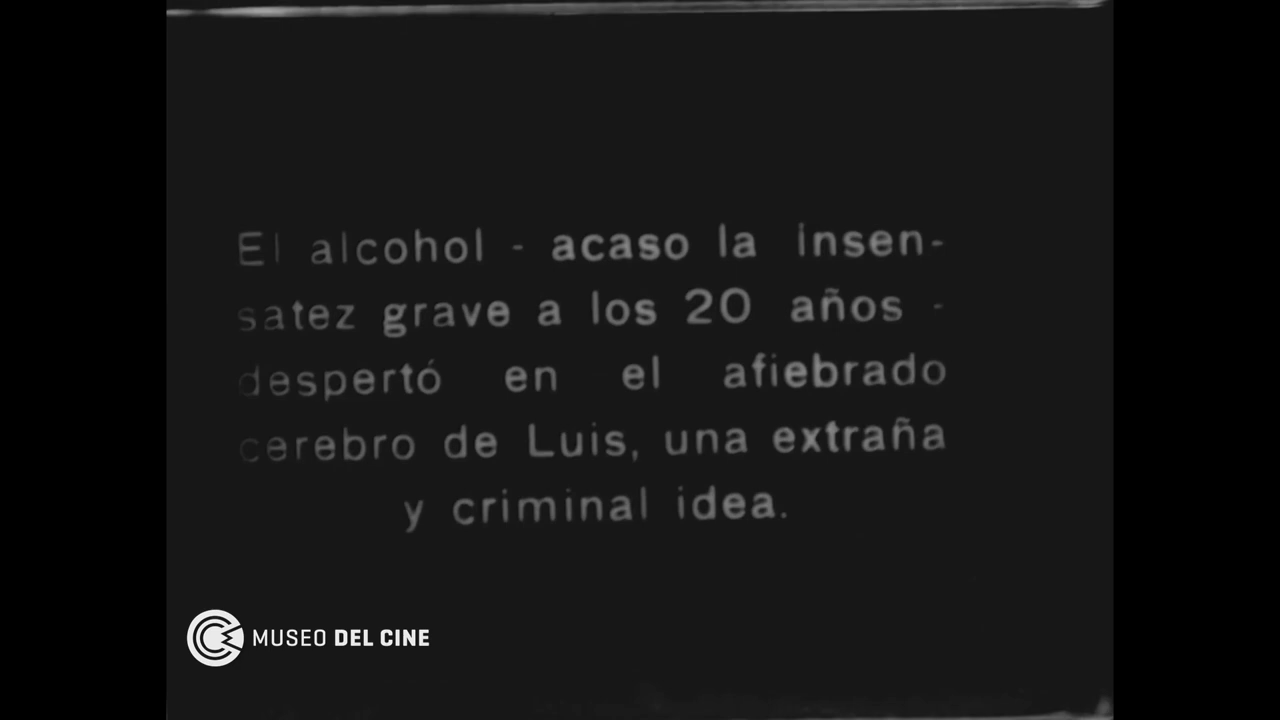 El alcohol - acaso la insen-
satez grave a los 20 años -
despertó en el afiebrado
cerebro de Luis, una extraña
y criminal idea.
MUSEO DEL CINE